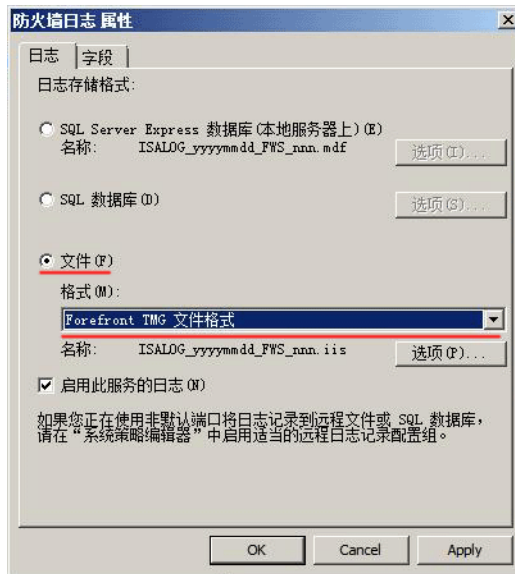 防火墙日志 属性
日志 字段
日志存储格式:
SQL Server Express 数据库(本地服务器上)(E)
名称: ISALOG_yyyymmdd_FWS_nnn.mdf
选项(I)...
SQL 数据库(D)
选项(S)...
文件(F)
格式(M):
Forefront TMG 文件格式
名称: ISALOG_yyyymmdd_FWS_nnn.iis
选项(P)...
启用此服务的日志(N)
如果您正在使用非默认端口将日志记录到远程文件或 SQL 数据库，
请在“系统策略编辑器”中启用适当的远程日志记录配置组。
OK Cancel Apply